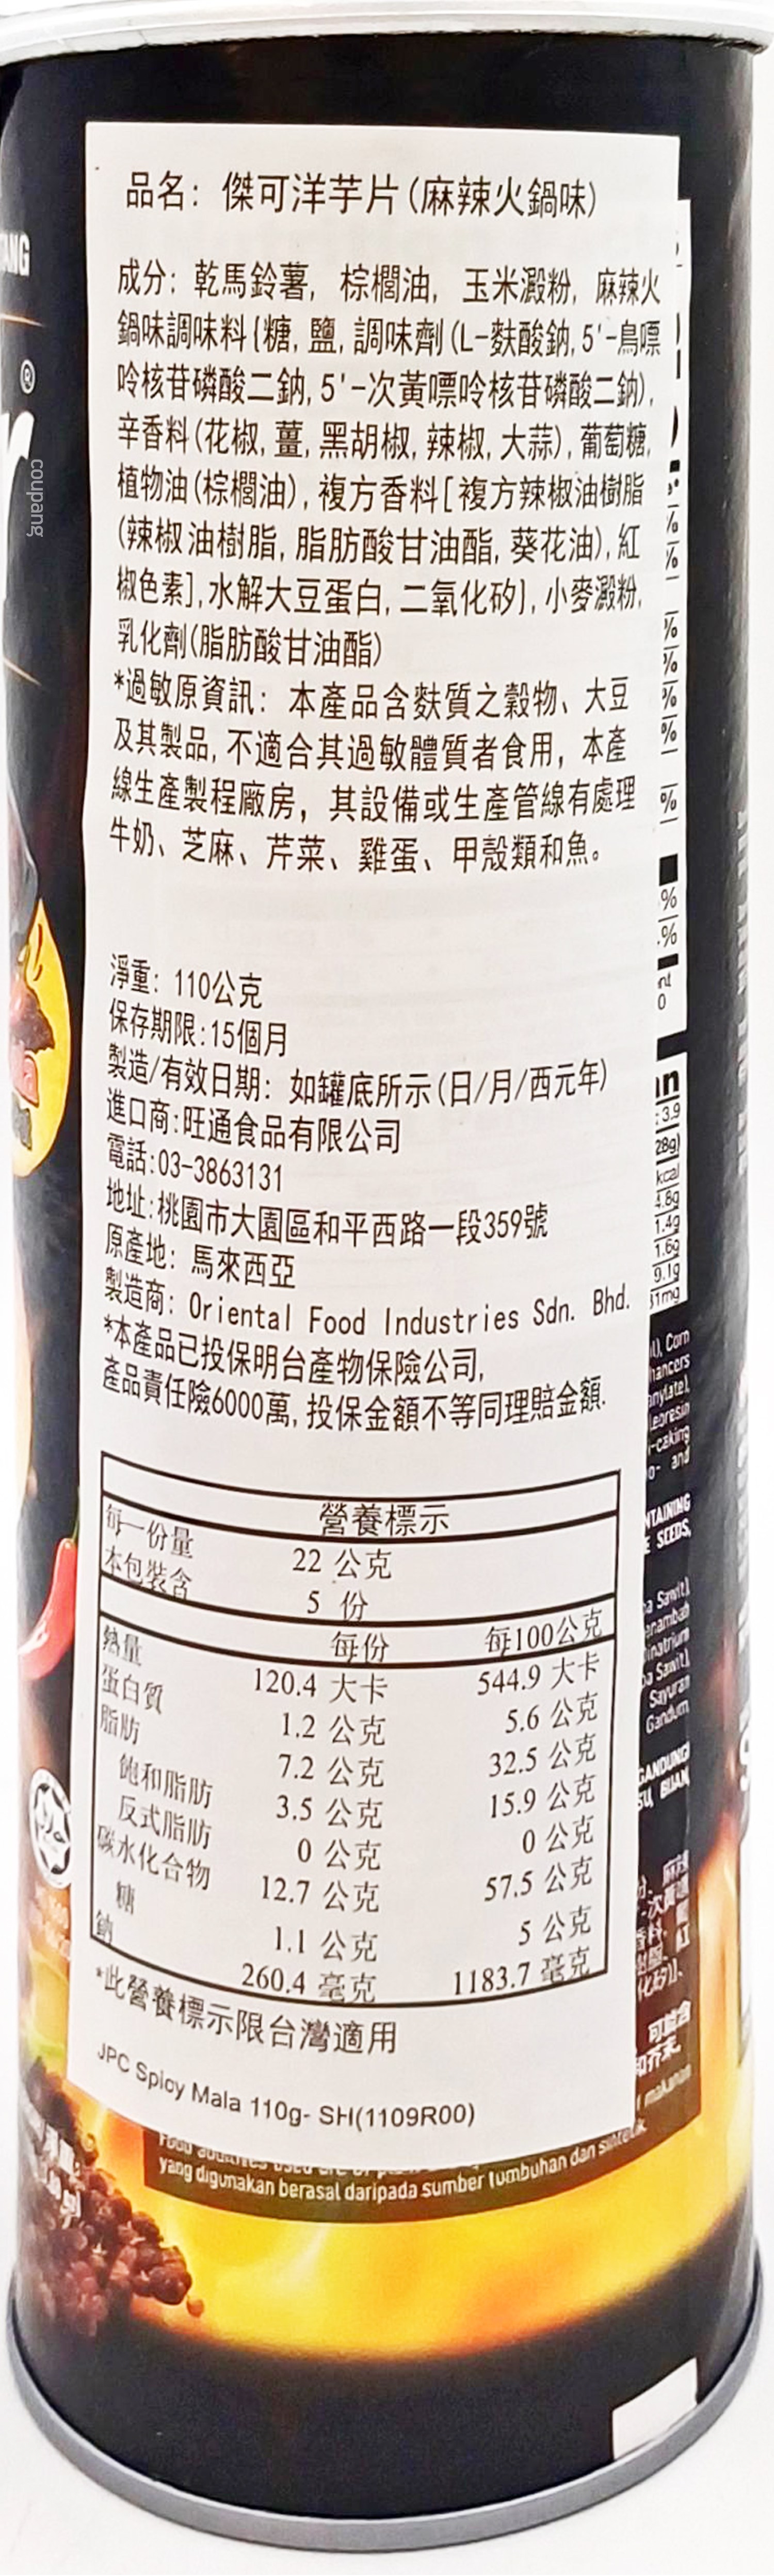 品名: 傑可洋芋片(麻辣火鍋味)
成分: 乾馬鈴薯, 棕櫚油, 玉米澱粉, 麻辣火
鍋味調味料{糖, 鹽, 調味劑(L-麩酸鈉, 5'-鳥嘌
呤核苷磷酸二鈉, 5'-次黃嘌呤核苷磷酸二鈉),
辛香料(花椒, 薑, 黑胡椒, 辣椒, 大蒜), 葡萄糖,
植物油(棕櫚油), 複方香料[複方辣椒油樹脂
(辣椒油樹脂, 脂肪酸甘油酯, 葵花油), 紅
椒色素], 水解大豆蛋白, 二氧化矽}, 小麥澱粉,
乳化劑(脂肪酸甘油酯)
*過敏原資訊: 本產品含麩質之穀物、大豆
及其製品, 不適合其過敏體質者食用, 本產
線生產製程廠房, 其設備或生產管線有處理
牛奶、芝麻、芹菜、雞蛋、甲殼類和魚。
淨重: 110公克
保存期限:15個月
製造/有效日期: 如罐底所示(日/月/西元年)
進口商:旺通食品有限公司
電話:03-3863131
地址:桃園市大園區和平西路一段359號
原產地: 馬來西亞
製造商: Oriental Food Industries Sdn. Bhd.
*本產品已投保明台產物保險公司,
產品責任險6000萬, 投保金額不等同理賠金額.
營養標示
每一份量 22 公克
本包裝含 5 份
每份 每100公克
熱量 120.4 大卡 544.9 大卡
蛋白質 1.2 公克 5.6 公克
脂肪 7.2 公克 32.5 公克
飽和脂肪 3.5 公克 15.9 公克
反式脂肪 0 公克 0 公克
碳水化合物 12.7 公克 57.5 公克
糖 1.1 公克 5 公克
鈉 260.4 毫克 1183.7 毫克
*此營養標示限台灣適用
JPC Spicy Mala 110g- SH(1109R00)
yang digunakan berasal daripada sumber tumbuhan dan sintetik.
coupang